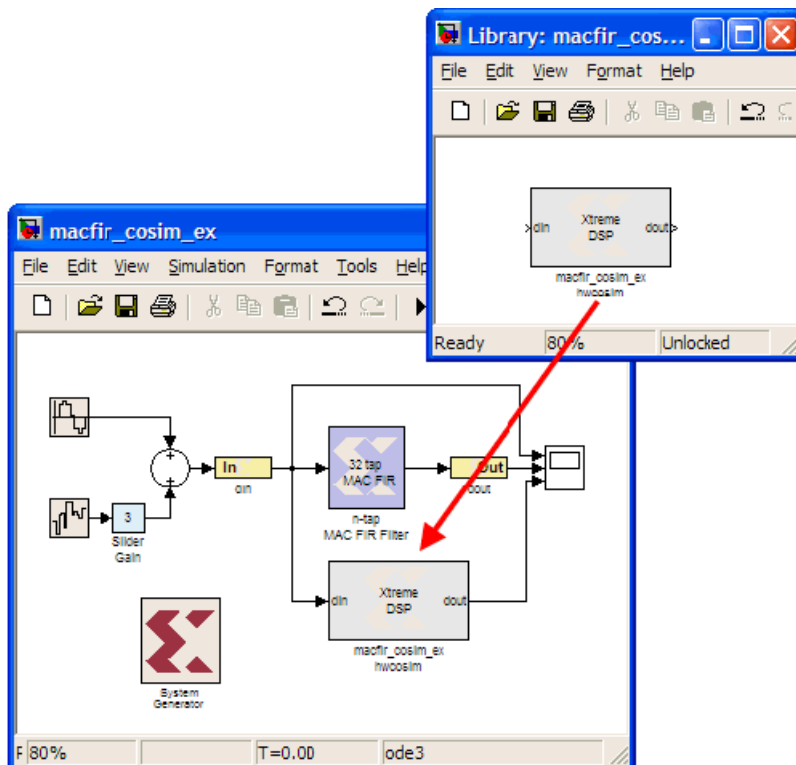 Library: macfir_cos...
File Edit View Format Help
Xtreme
DSP
din
dout
macfir_cosim_ex
hwcosim
Ready 80% Unlocked
macfir_cosim_ex
File Edit View Simulation Format Tools Help
In
din
32 tap
MAC FIR
n-tap
MAC FIR Filter
Out
dout
3
Slider
Gain
din
Xtreme
DSP
dout
macfir_cosim_ex
hwcosim
System
Generator
F 80% T=0.00 ode3